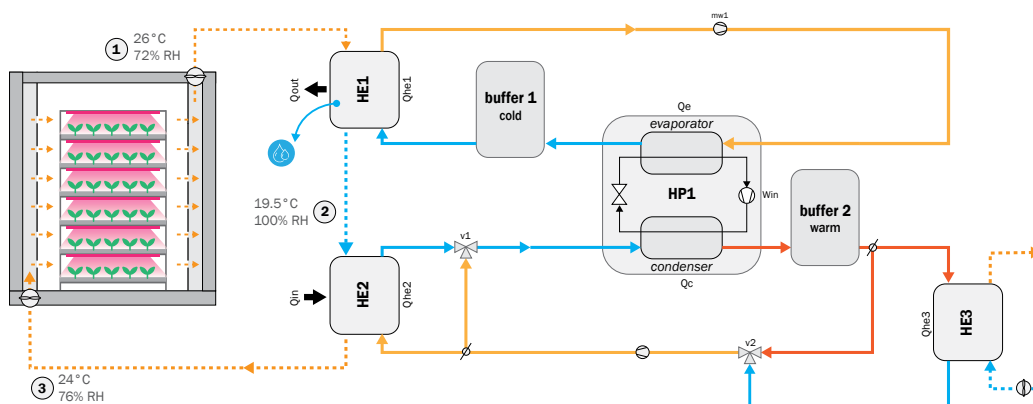 1
26°C
72% RH
Qout
HE1
Qhe1
mw1
buffer 1
cold
Qe
evaporator
HP1
Win
condenser
Qc
buffer 2
warm
19.5°C
100% RH
2
v1
Qin
HE2
Qhe2
v2
Qhe3
HE3
3
24°C
76% RH